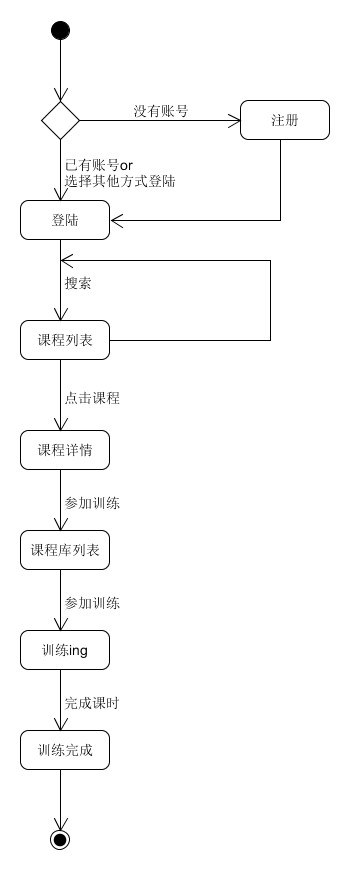 没有账号
注册
己有账号or
选择其他方式登陆
登陆
搜索
课程列表
点击课程
课程详情
参加训练
课程库列表
参加训练
训练ing
完成课时
训练完成